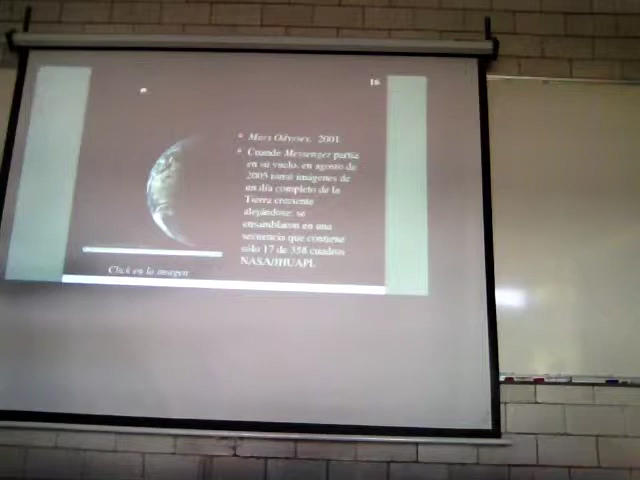 16
Mars Odyssey, 2001
Cuando Messenger partía
en su vuelo, en agosto de
2005 tomó imágenes de
un día completo de la
Tierra creciente
alejándose; se
ensamblaron en una
secuencia que contiene
sólo 17 de 358 cuadros
NASA/JHUAPL
Click en la imagen